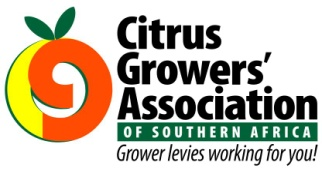 Citrus
Growers'
Association
OF SOUTHERN AFRICA
Grower levies working for you!